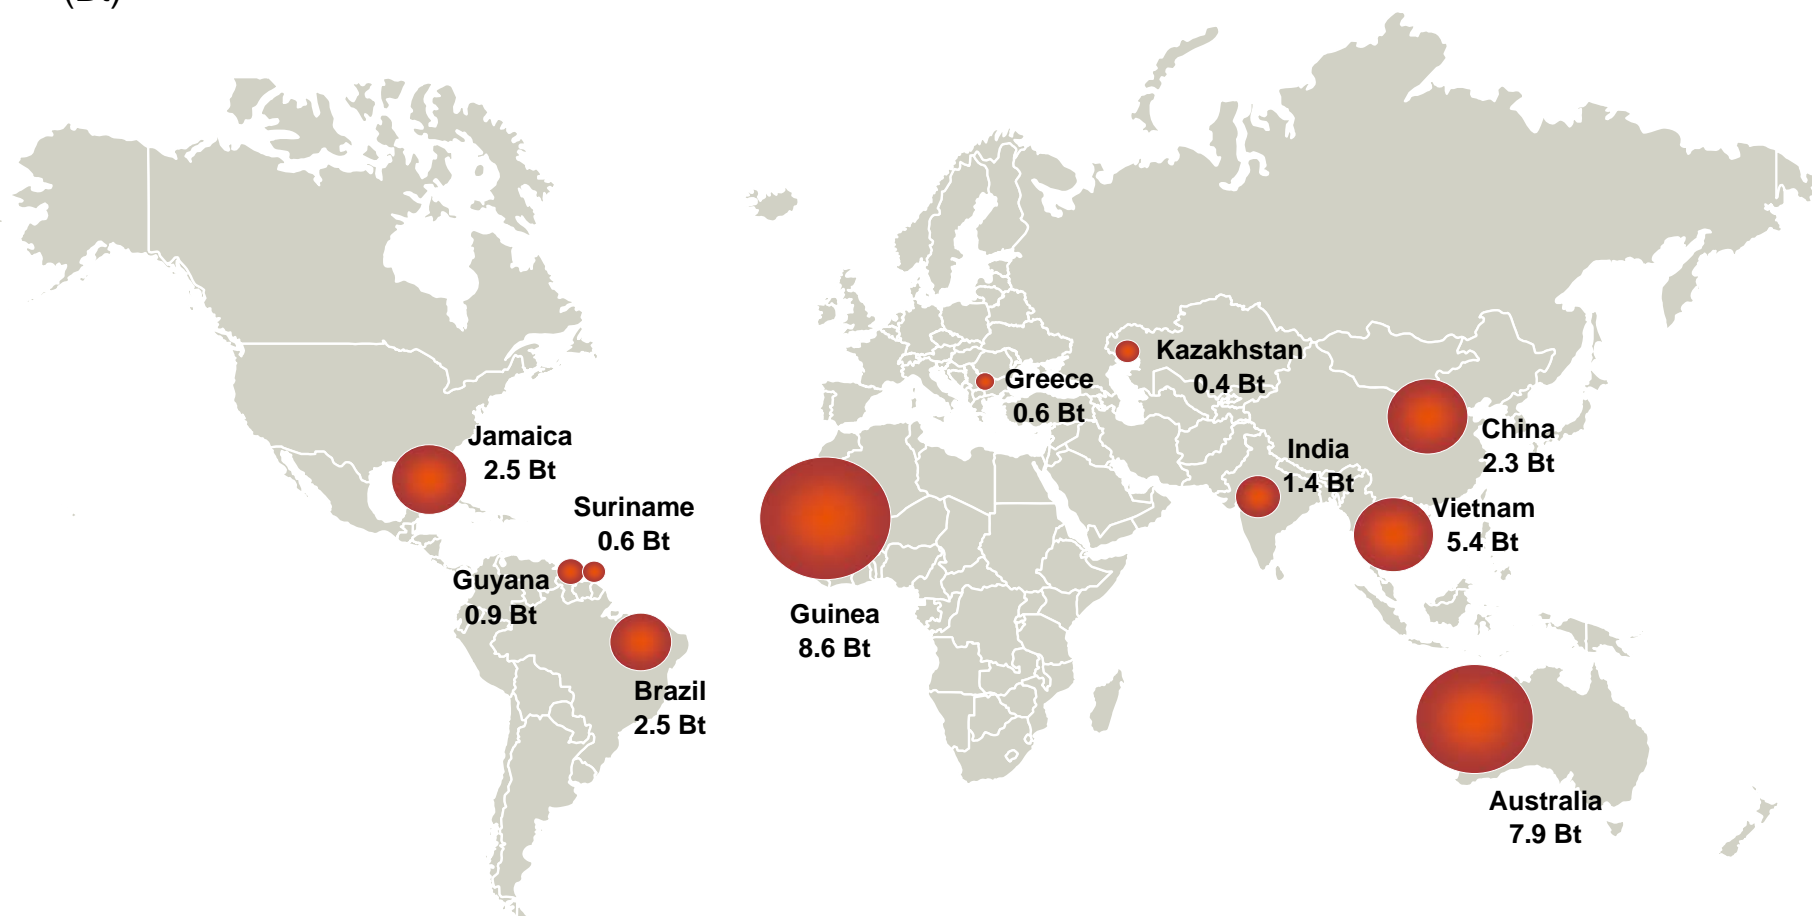 (Bt)
Kazakhstan
0.4 Bt
Greece
0.6 Bt
China
2.3 Bt
Jamaica
2.5 Bt
India
1.4 Bt
Suriname
0.6 Bt
Vietnam
5.4 Bt
Guyana
0.9 Bt
Guinea
8.6 Bt
Brazil
2.5 Bt
Australia
7.9 Bt